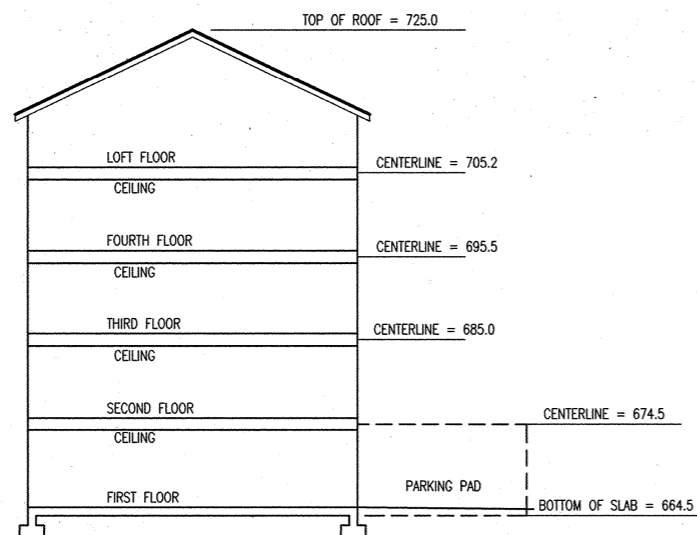 TOP OF ROOF = 725.0
LOFT FLOOR
CENTERLINE = 705.2
CEILING
FOURTH FLOOR
CENTERLINE = 695.5
CEILING
THIRD FLOOR
CENTERLINE = 685.0
CEILING
SECOND FLOOR
CENTERLINE = 674.5
CEILING
PARKING PAD
FIRST FLOOR
BOTTOM OF SLAB = 664.5